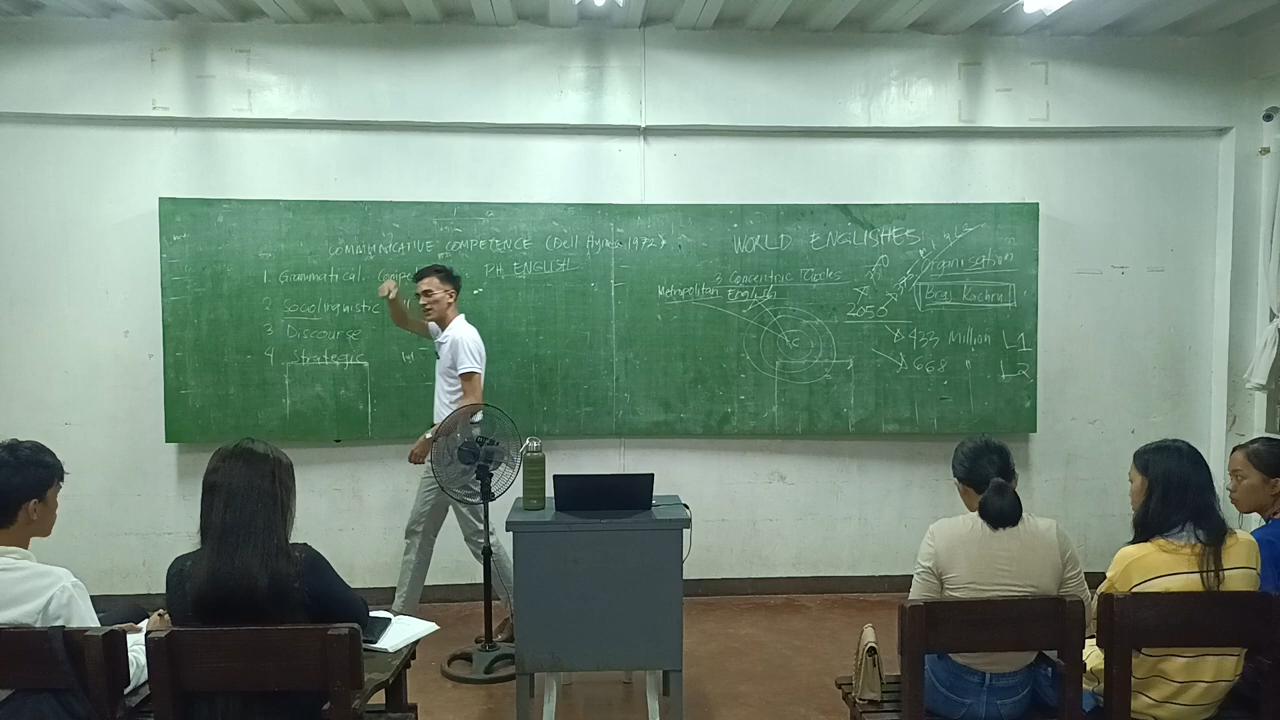 COMMUNICATIVE COMPETENCE (Dell Hymes 1972)
1. Grammatical
PH ENGLISH
2 Sociolinguistic
3 Discourse
4 Strategic
WORLD ENGLISHES
3 Concentric Circles
Organisation
Metropolitan English
Braj Kachru
2050
433 Million L1
668 L2
C